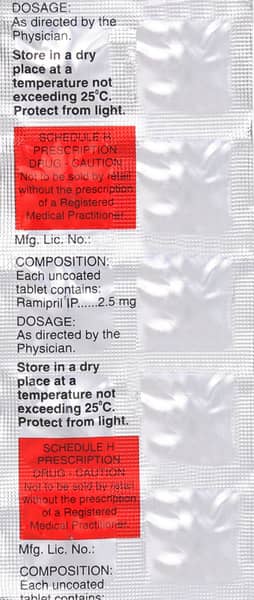 DOSAGE:
As directed by the
Physician.
Store in a dry
place at a
temperature not
exceeding 25°C.
Protect from light.
SCHEDULE H
PRESCRIPTION
DRUG - CAUTION
Not to be sold by retail
without the prescription
of a Registered
Medical Practitioner.
Mfg. Lic. No.:
COMPOSITION:
Each uncoated
tablet contains:
Ramipril IP......2.5 mg
DOSAGE:
As directed by the
Physician.
Store in a dry
place at a
temperature not
exceeding 25°C.
Protect from light.
SCHEDULE H
PRESCRIPTION
DRUG - CAUTION
Not to be sold by retail
without the prescription
of a Registered
Medical Practitioner.
Mfg. Lic. No.:
COMPOSITION:
Each uncoated
tablet contains: